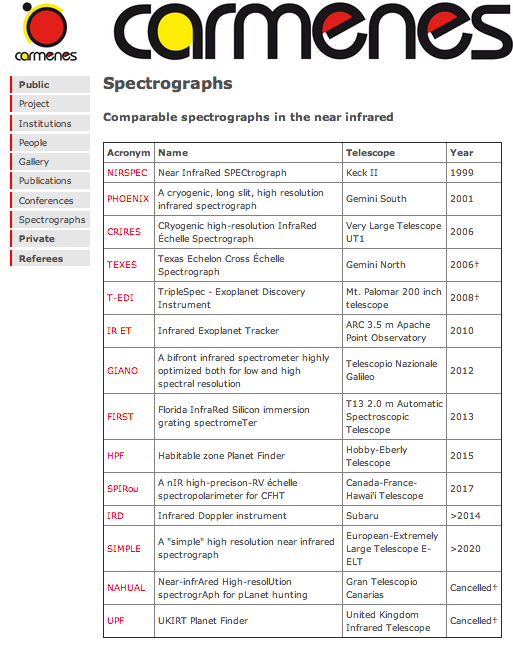 carmenes
carmenes
Public
Project
Institutions
People
Gallery
Publications
Conferences
Spectrographs
Private
Referees
Spectrographs
Comparable spectrographs in the near infrared
Acronym Name Telescope Year
NIRSPEC Near InfraRed SPECtrograph Keck II 1999
PHOENIX A cryogenic, long slit, high resolution
infrared spectrograph Gemini South 2001
CRIRES CRyogenic high-resolution InfraRed
Échelle Spectrograph Very Large Telescope
UT1 2006
TEXES Texas Echelon Cross Échelle
Spectrograph Gemini North 2006†
T-EDI TripleSpec - Exoplanet Discovery
Instrument Mt. Palomar 200 inch
telescope 2008†
IR ET Infrared Exoplanet Tracker ARC 3.5 m Apache
Point Observatory 2010
GIANO A bifront infrared spectrometer highly
optimized both for low and high
spectral resolution Telescopio Nazionale
Galileo 2012
FIRST Florida InfraRed Silicon immersion
grating spectromeTer T13 2.0 m Automatic
Spectroscopic
Telescope 2013
HPF Habitable zone Planet Finder Hobby-Eberly
Telescope 2015
SPIRou A nIR high-precison-RV échelle
spectropolarimeter for CFHT Canada-France-
Hawai'i Telescope 2017
IRD Infrared Doppler instrument Subaru >2014
SIMPLE A "simple" high resolution near infrared
spectrograph European-Extremely
Large Telescope E-
ELT >2020
NAHUAL Near-infrAred High-resolUtion
spectrogrAph for pLanet hunting Gran Telescopio
Canarias Cancelled†
UPF UKIRT Planet Finder United Kingdom
Infrared Telescope Cancelled†